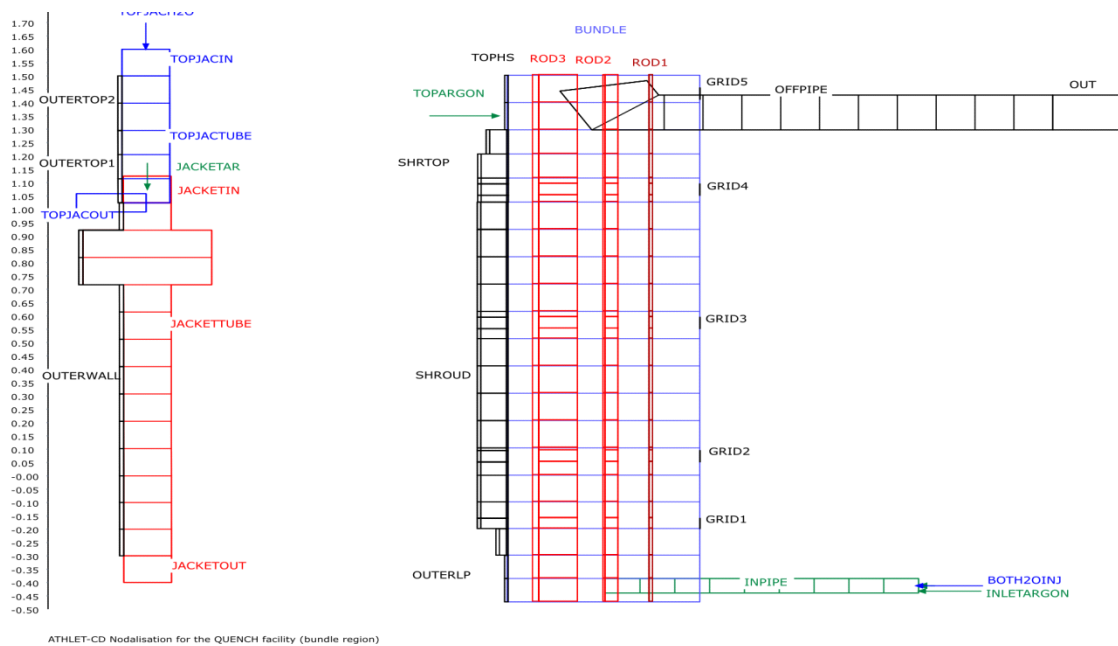 TOPJACH2O
1.70
1.65
1.60
1.55
1.50
1.45
1.40
1.35
1.30
1.25
1.20
1.15
1.10
1.05
1.00
0.95
0.90
0.85
0.80
0.75
0.70
0.65
0.60
0.55
0.50
0.45
0.40
0.35
0.30
0.25
0.20
0.15
0.10
0.05
-0.00
-0.05
-0.10
-0.15
-0.20
-0.25
-0.30
-0.35
-0.40
-0.45
-0.50
TOPJACIN
OUTERTOP2
TOPJACTUBE
OUTERTOP1
JACKETAR
JACKETIN
TOPJACOUT
JACKETTUBE
OUTERWALL
JACKETOUT
BUNDLE
TOPHS
ROD3
ROD2
ROD1
TOPARGON
GRID5
OFFPIPE
OUT
SHRTOP
GRID4
GRID3
SHROUD
GRID2
GRID1
OUTERLP
INPIPE
BOTH2OINJ
INLETARGON
ATHLET-CD Nodalisation for the QUENCH facility (bundle region)